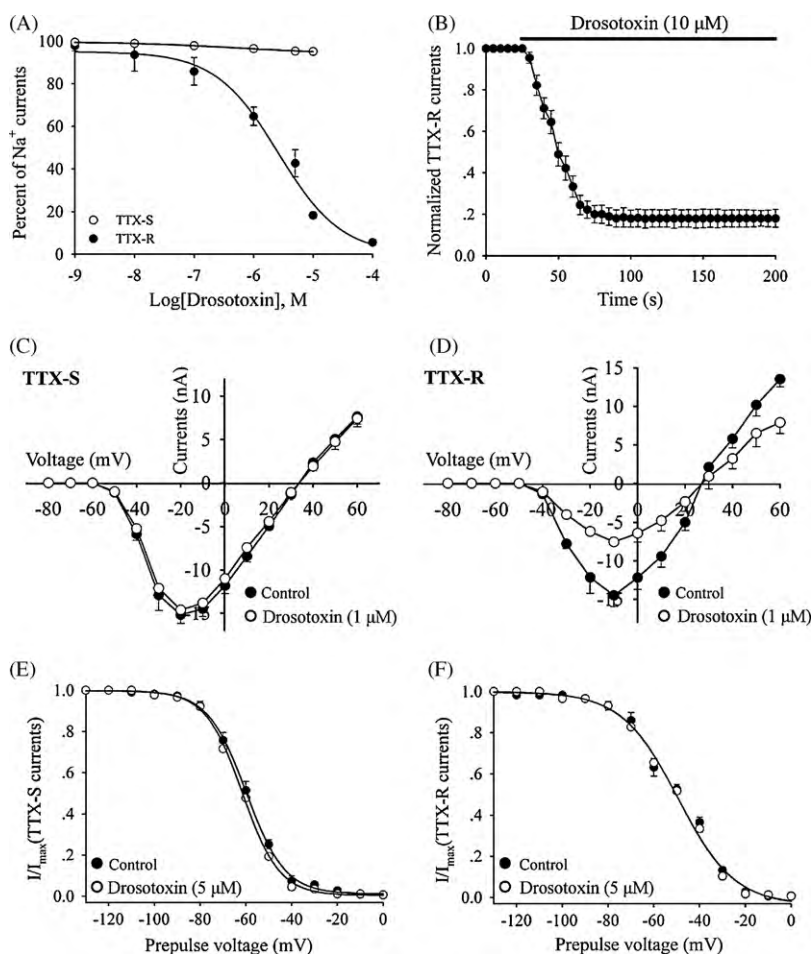 (A)
Percent of Na+ currents
100
80
60
40
20
0
TTX-S
TTX-R
-9 -8 -7 -6 -5 -4
Log[Drosotoxin], M
(B)
Drosotoxin (10 μM)
Normalized TTX-R currents
1.0
.8
.6
.4
.2
0.0
0 50 100 150 200
Time (s)
(C)
TTX-S
Currents (nA)
10
5
Voltage (mV)
0
-80 -60 -40 -20 0 20 40 60
-5
-10
-15
Control
Drosotoxin (1 μM)
(D)
TTX-R
Currents (nA)
15
10
5
Voltage (mV)
0
-80 -60 -40 -20 0 20 40 60
-5
-10
-15
Control
Drosotoxin (1 μM)
(E)
I/Imax(TTX-S currents)
1.0
.8
.6
.4
.2
0.0
Control
Drosotoxin (5 μM)
-120 -100 -80 -60 -40 -20 0
Prepulse voltage (mV)
(F)
I/Imax(TTX-R currents)
1.0
.8
.6
.4
.2
0.0
Control
Drosotoxin (5 μM)
-120 -100 -80 -60 -40 -20 0
Prepulse voltage (mV)